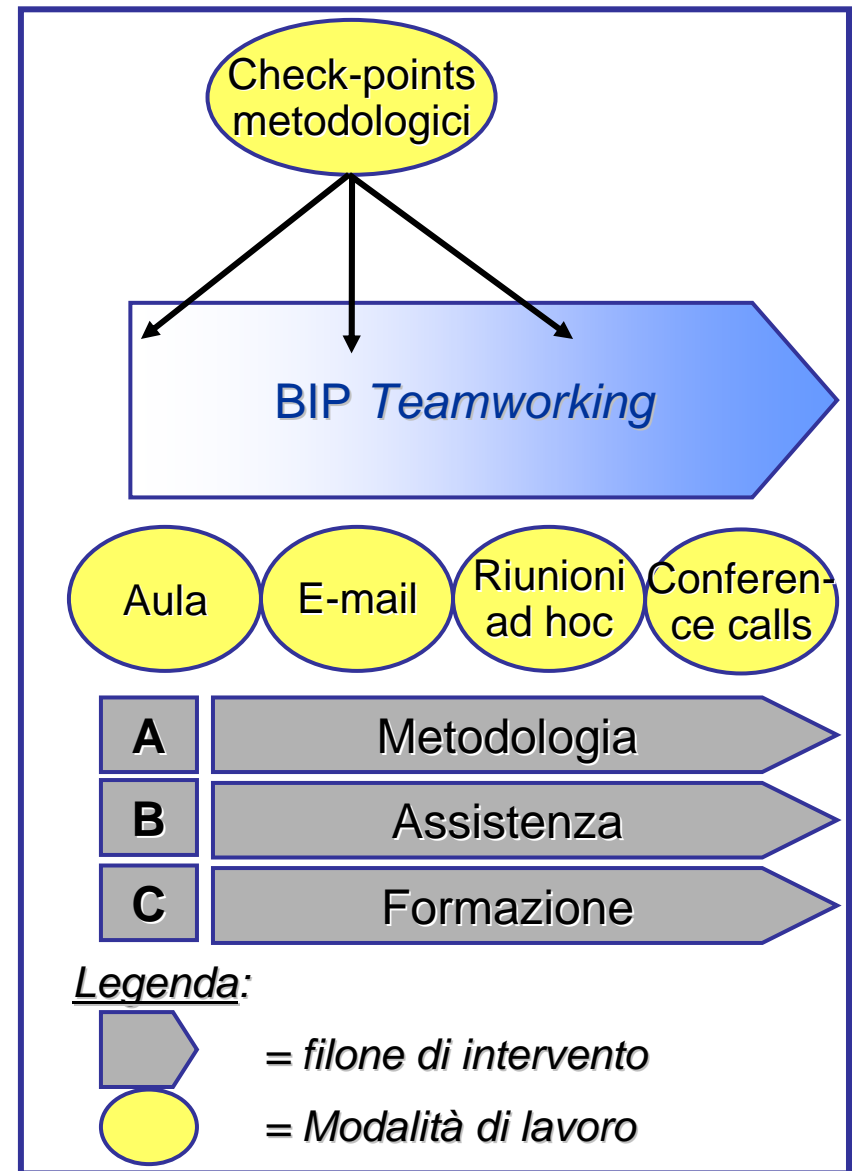 Check-points
metodologici
BIP Teamworking
Aula
E-mail
Riunioni
ad hoc
Conferen-
ce calls
A
Metodologia
B
Assistenza
C
Formazione
Legenda:
= filone di intervento
= Modalità di lavoro